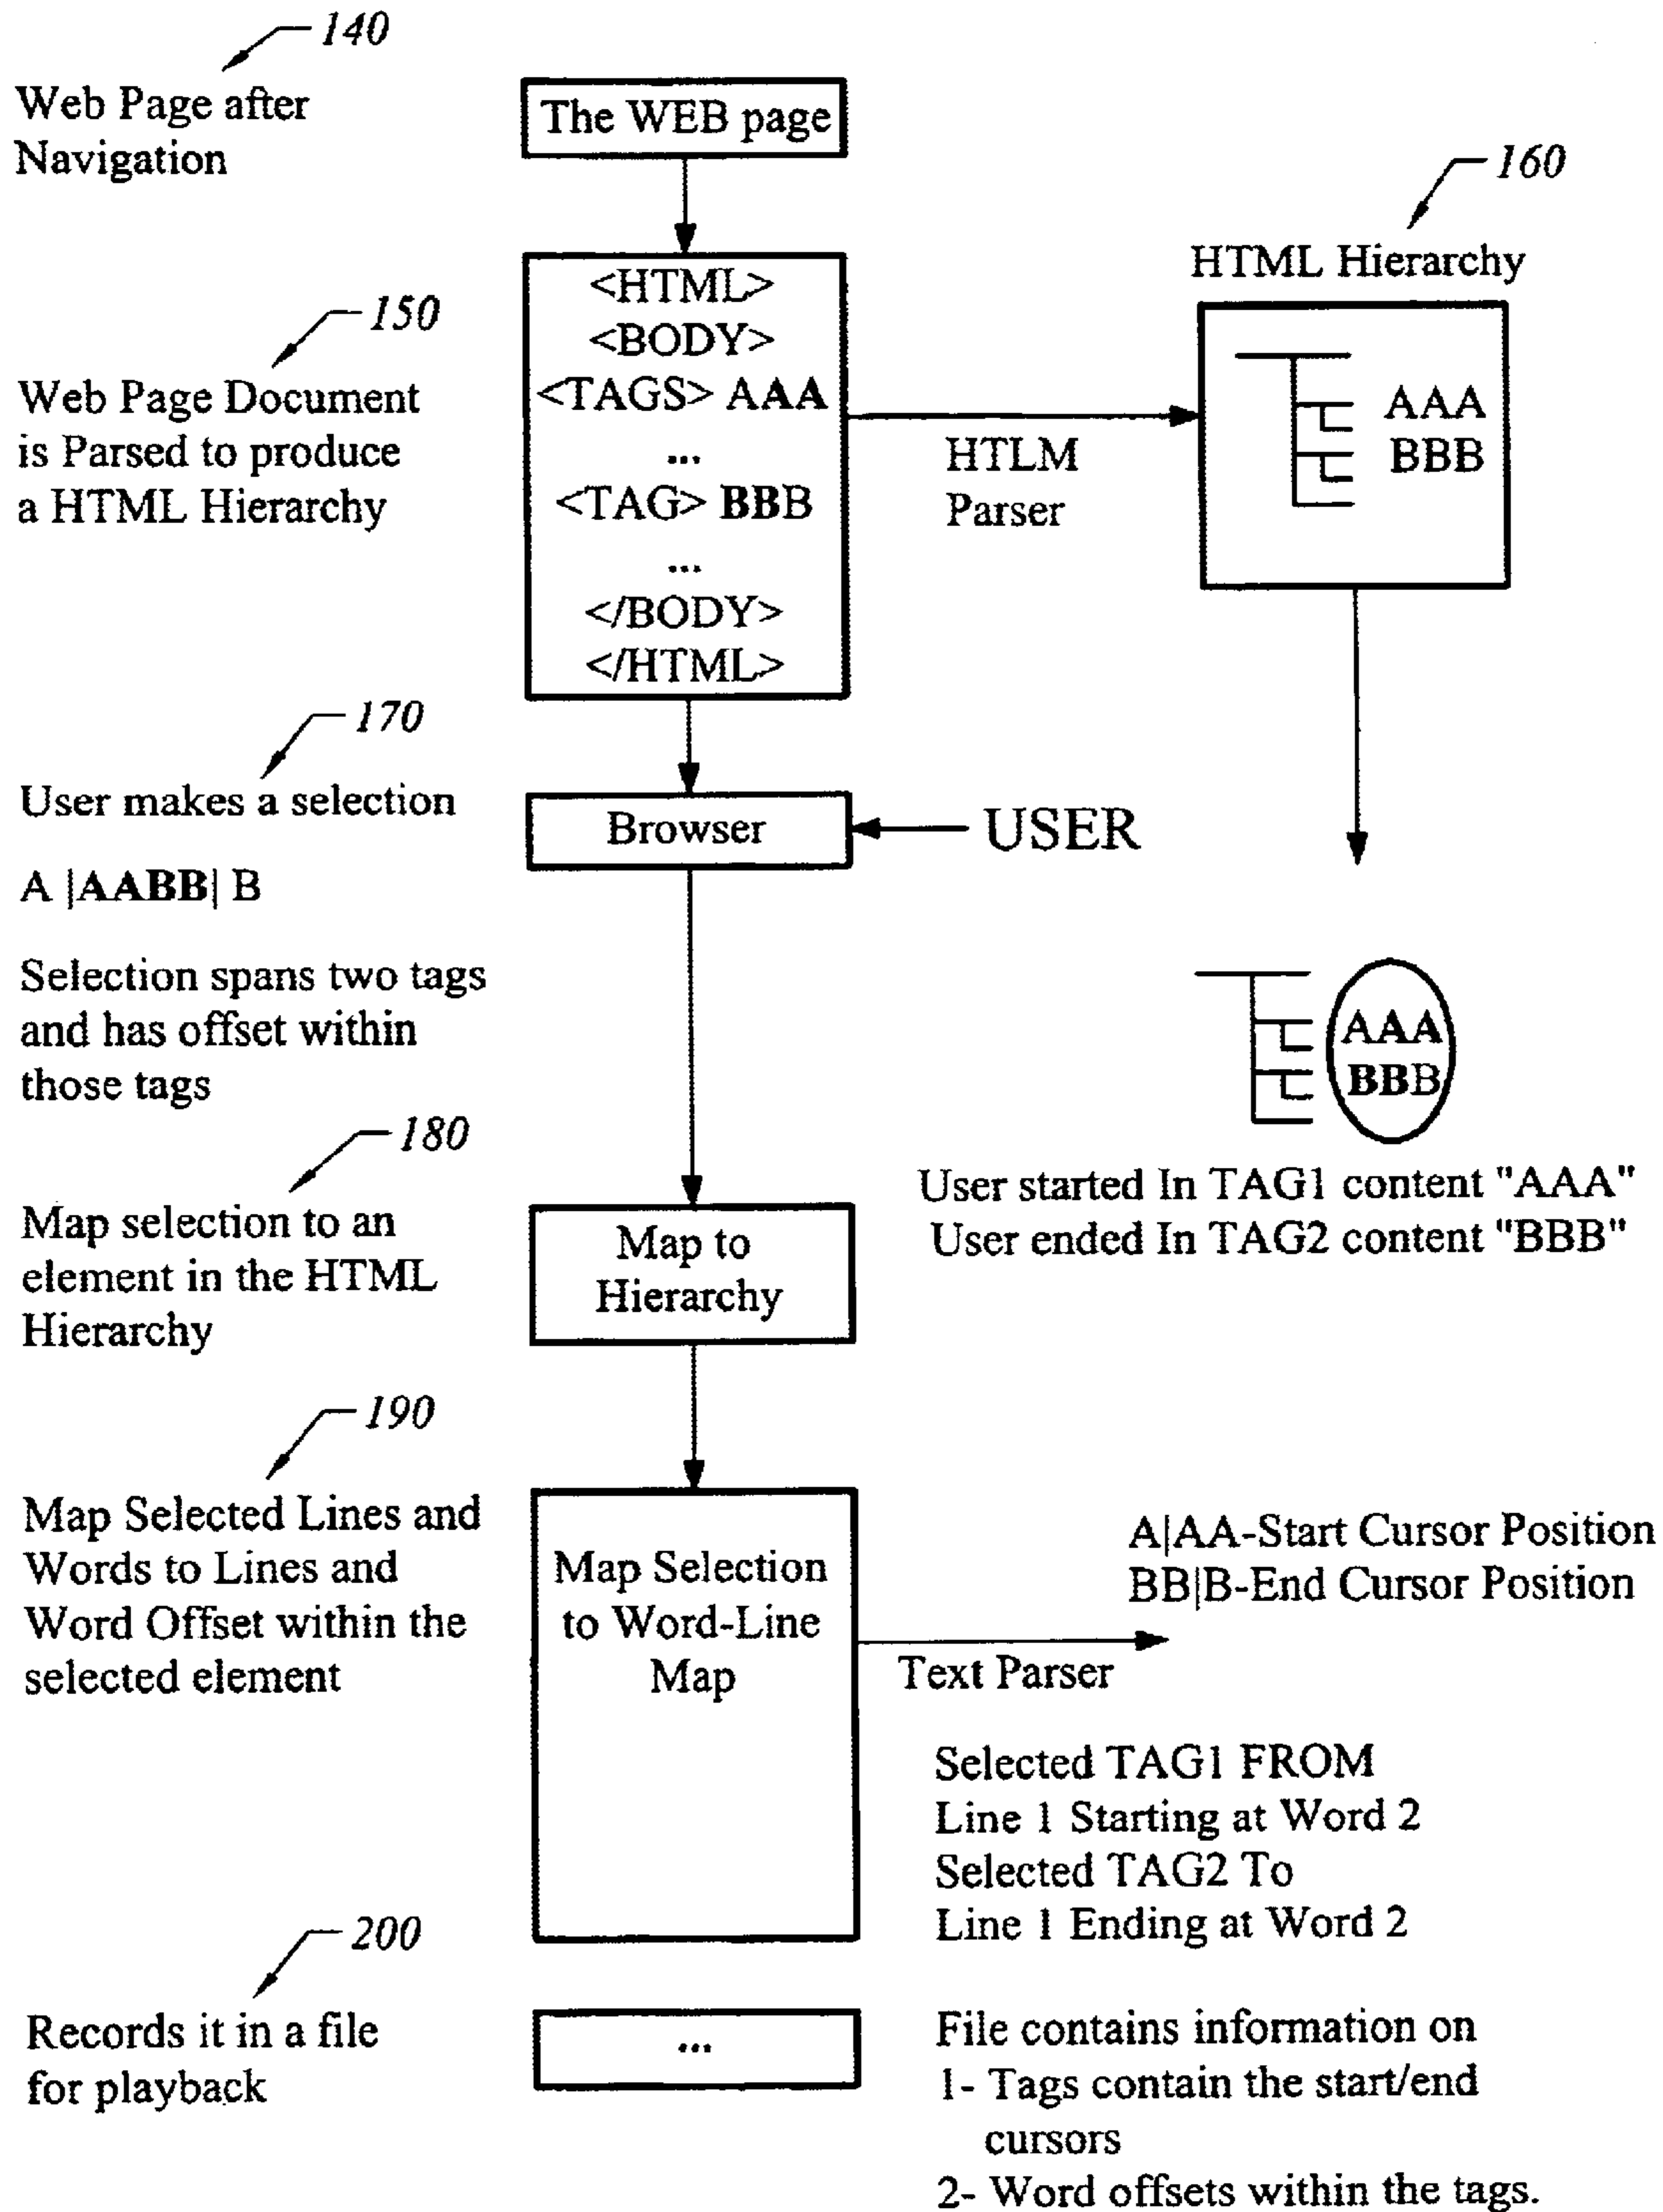 140
Web Page after
Navigation
The WEB page
160
HTML Hierarchy
150
Web Page Document
is Parsed to produce
a HTML Hierarchy
<HTML>
<BODY>
<TAGS> AAA
...
<TAG> BBB
...
</BODY>
</HTML>
HTLM
Parser
AAA
BBB
170
User makes a selection
A |AABB| B
Selection spans two tags
and has offset within
those tags
Browser
USER
AAA
BBB
User started In TAG1 content "AAA"
User ended In TAG2 content "BBB"
180
Map selection to an
element in the HTML
Hierarchy
Map to
Hierarchy
190
Map Selected Lines and
Words to Lines and
Word Offset within the
selected element
Map Selection
to Word-Line
Map
Text Parser
A|AA-Start Cursor Position
BB|B-End Cursor Position
Selected TAG1 FROM
Line 1 Starting at Word 2
Selected TAG2 To
Line 1 Ending at Word 2
200
Records it in a file
for playback
...
File contains information on
1- Tags contain the start/end
cursors
2- Word offsets within the tags.